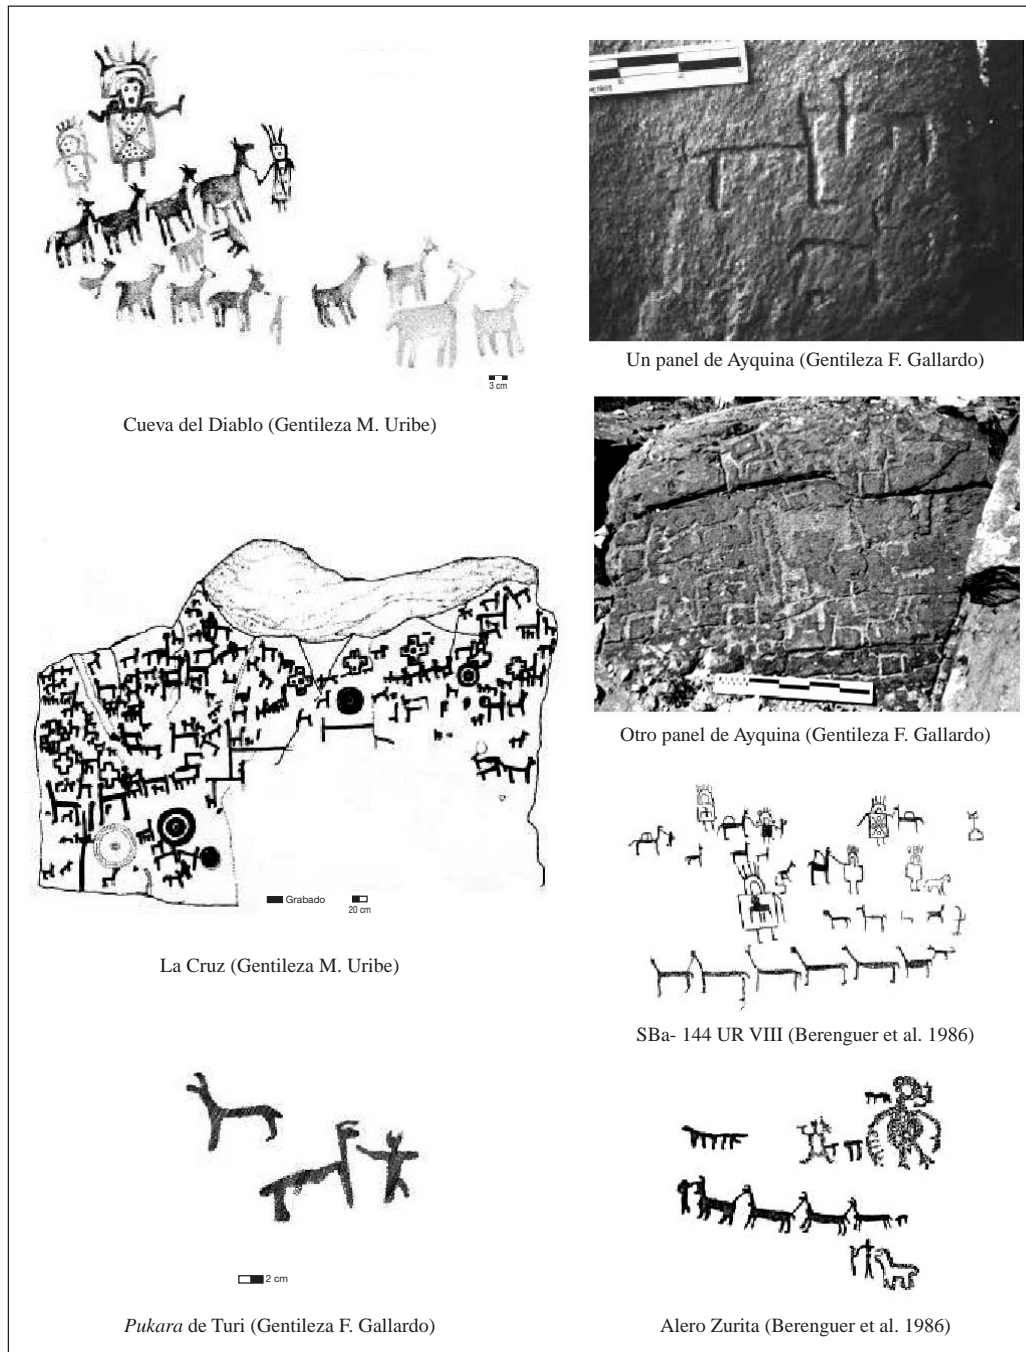 Un panel de Ayquina (Gentileza F. Gallardo)
3 cm
Cueva del Diablo (Gentileza M. Uribe)
Otro panel de Ayquina (Gentileza F. Gallardo)
Grabado
20 cm
La Cruz (Gentileza M. Uribe)
SBa- 144 UR VIII (Berenguer et al. 1986)
2 cm
Pukara de Turi (Gentileza F. Gallardo)
Alero Zurita (Berenguer et al. 1986)